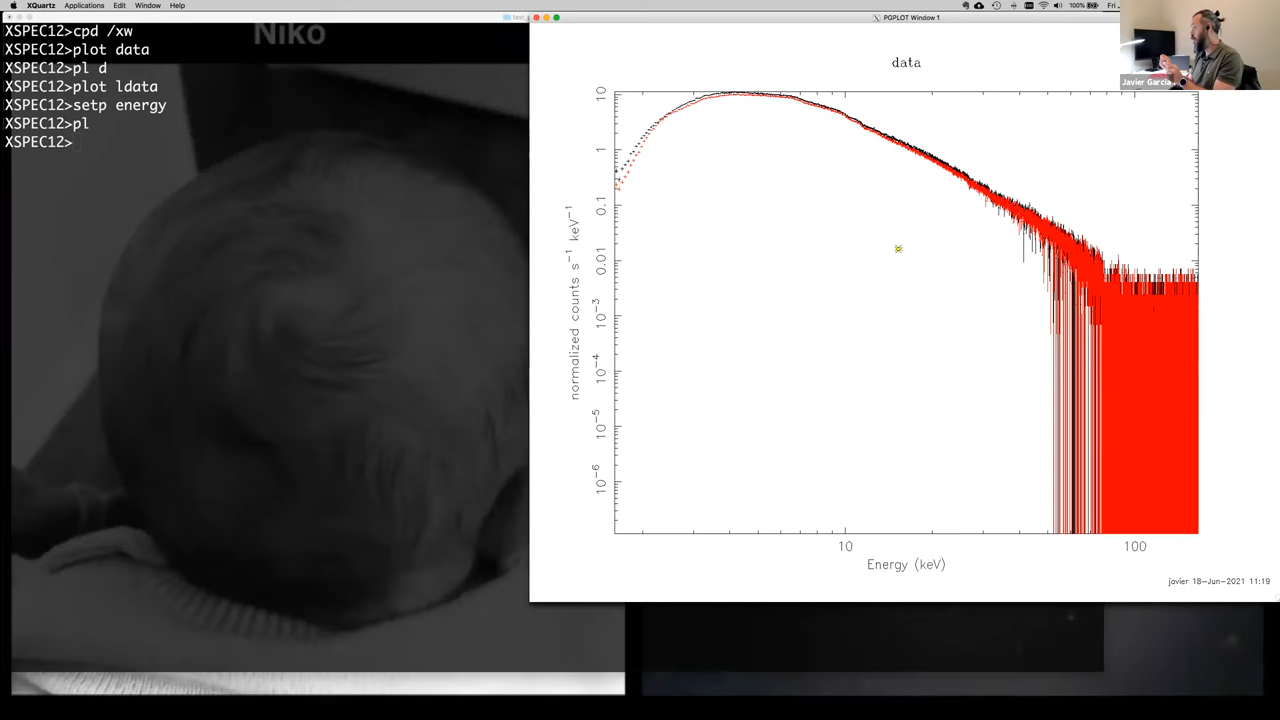 XQuartz Applications Edit Window Help
100%
Fri
PGPLOT Window 1
XSPEC12>cpd /xw
XSPEC12>plot data
XSPEC12>pl d
XSPEC12>plot ldata
XSPEC12>setp energy
XSPEC12>pl
XSPEC12>
Niko
Javier Garcia
data
10
1
0.1
0.01
10⁻³
10⁻⁴
10⁻⁵
10⁻⁶
normalized counts s⁻¹ keV⁻¹
10 100
Energy (keV)
javier 18-Jun-2021 11:19